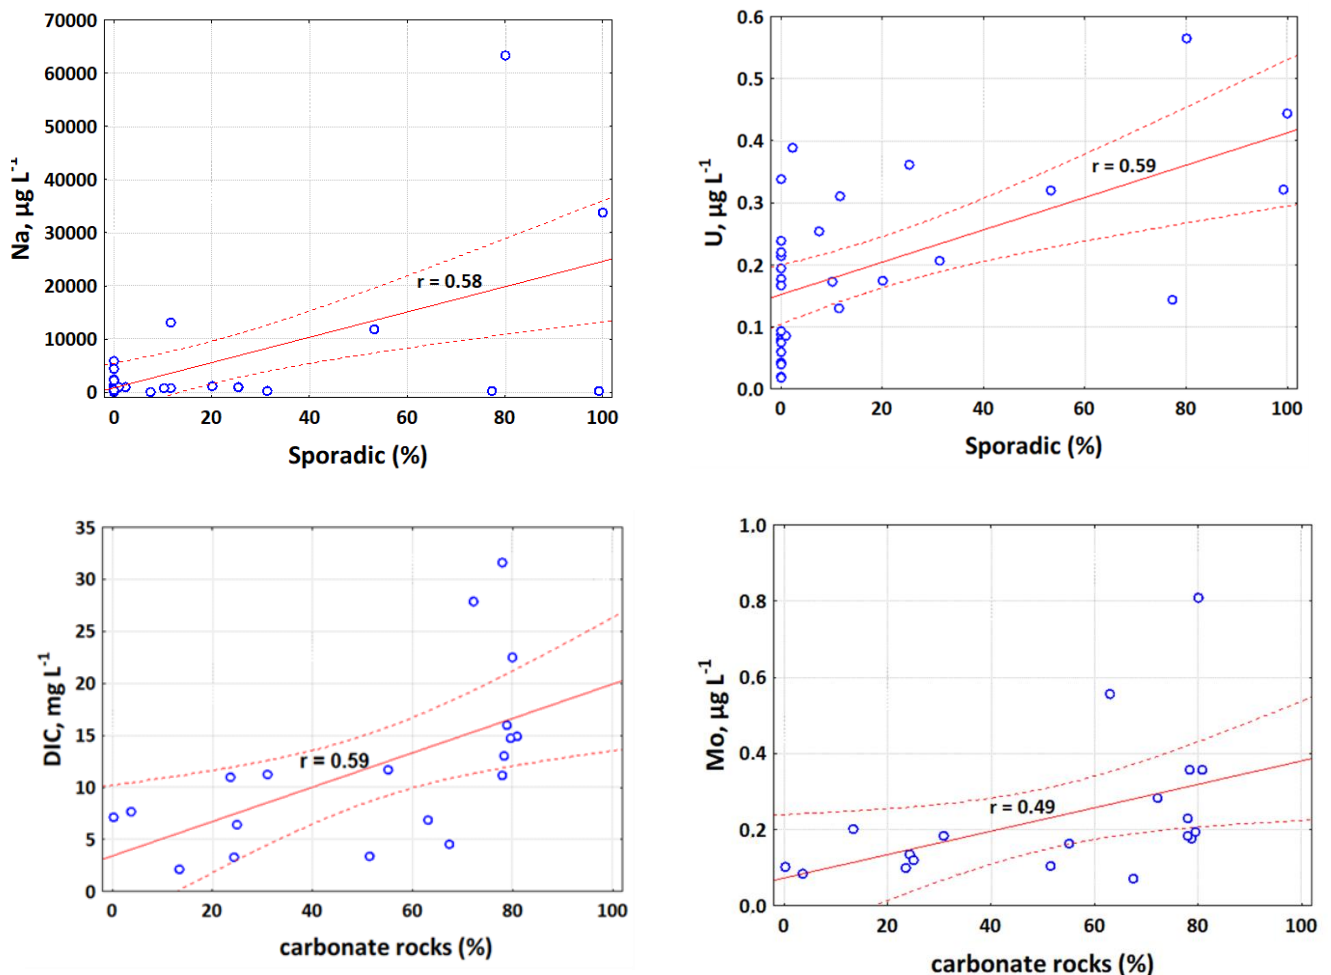 70000
60000
50000
40000
30000
20000
10000
0
Na, µg L⁻¹
r = 0.58
0 20 40 60 80 100
Sporadic (%)
0.6
0.5
0.4
0.3
0.2
0.1
0.0
U, µg L⁻¹
r = 0.59
0 20 40 60 80 100
Sporadic (%)
35
30
25
20
15
10
5
0
DIC, mg L⁻¹
r = 0.59
0 20 40 60 80 100
carbonate rocks (%)
1.0
0.8
0.6
0.4
0.2
0.0
Mo, µg L⁻¹
r = 0.49
0 20 40 60 80 100
carbonate rocks (%)